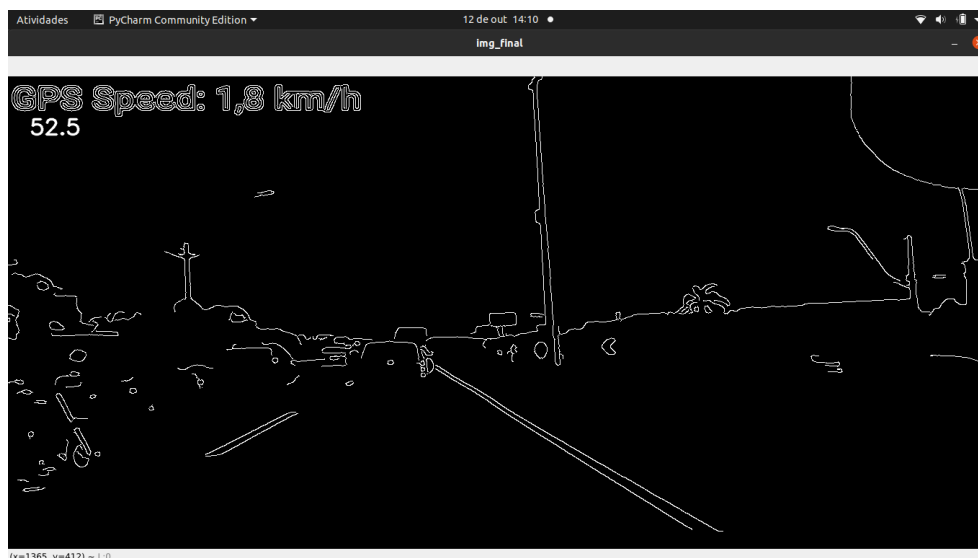 Atividades PyCharm Community Edition 12 de out 14:10
img_final
GPS Speed: 1,8 km/h
52.5
(x=1365, y=412) ~ L:0